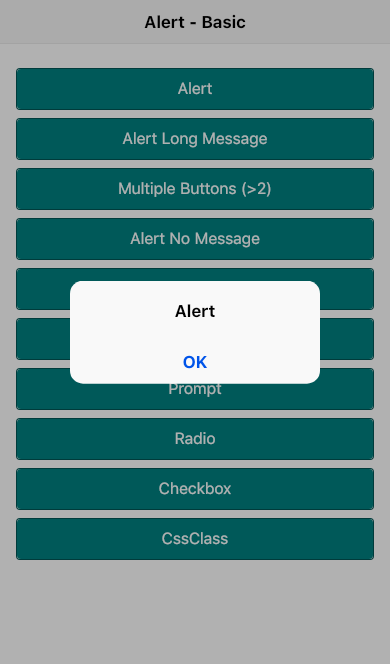 Alert - Basic
Alert
Alert Long Message
Multiple Buttons (>2)
Alert No Message
Alert
OK
Prompt
Radio
Checkbox
CssClass